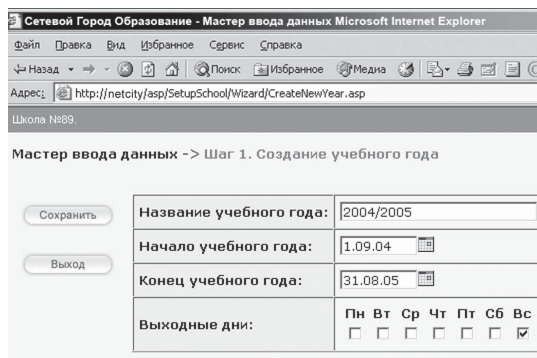 Сетевой Город Образование - Мастер ввода данных Microsoft Internet Explorer
Файл Правка Вид Избранное Сервис Справка
Назад Поиск Избранное Медиа
Адрес: http://netcity/asp/SetupSchool/Wizard/CreateNewYear.asp
Школа №89.
Мастер ввода данных -> Шаг 1. Создание учебного года
Сохранить
Выход
Название учебного года: 2004/2005
Начало учебного года: 1.09.04
Конец учебного года: 31.08.05
Выходные дни: Пн Вт Ср Чт Пт Сб Вс